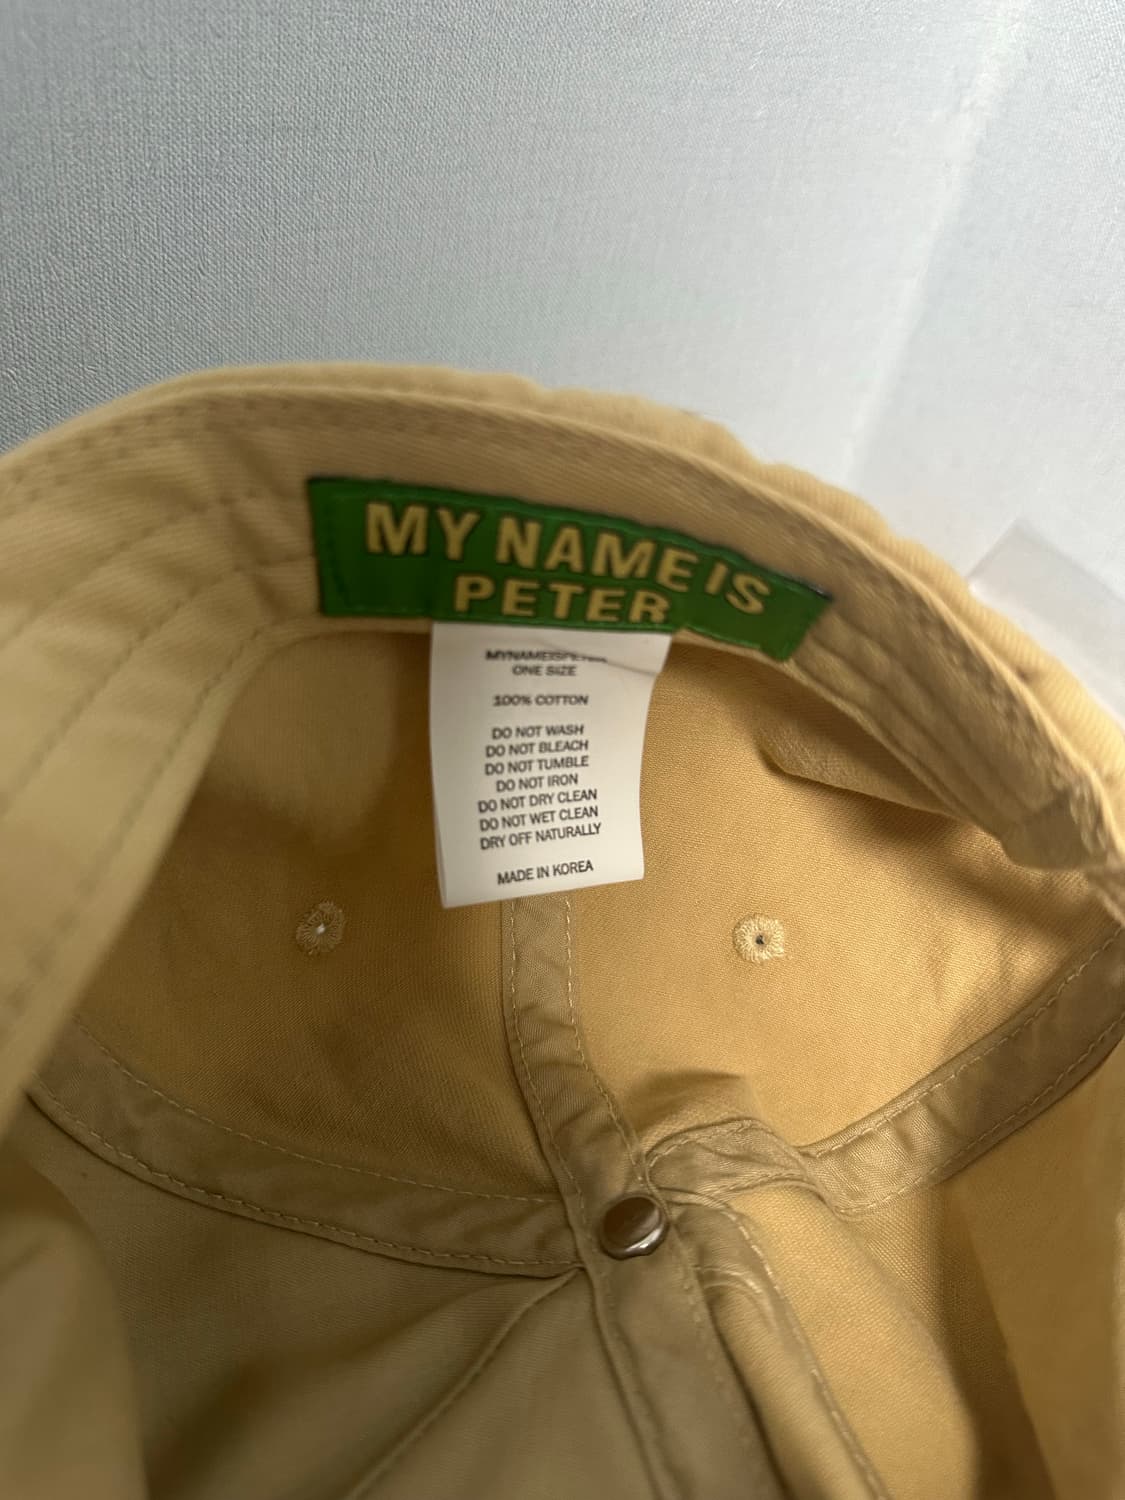 MY NAME IS
PETER
MYNAMEISPETER
ONE SIZE
100% COTTON
DO NOT WASH
DO NOT BLEACH
DO NOT TUMBLE
DO NOT IRON
DO NOT DRY CLEAN
DO NOT WET CLEAN
DRY OFF NATURALLY
MADE IN KOREA